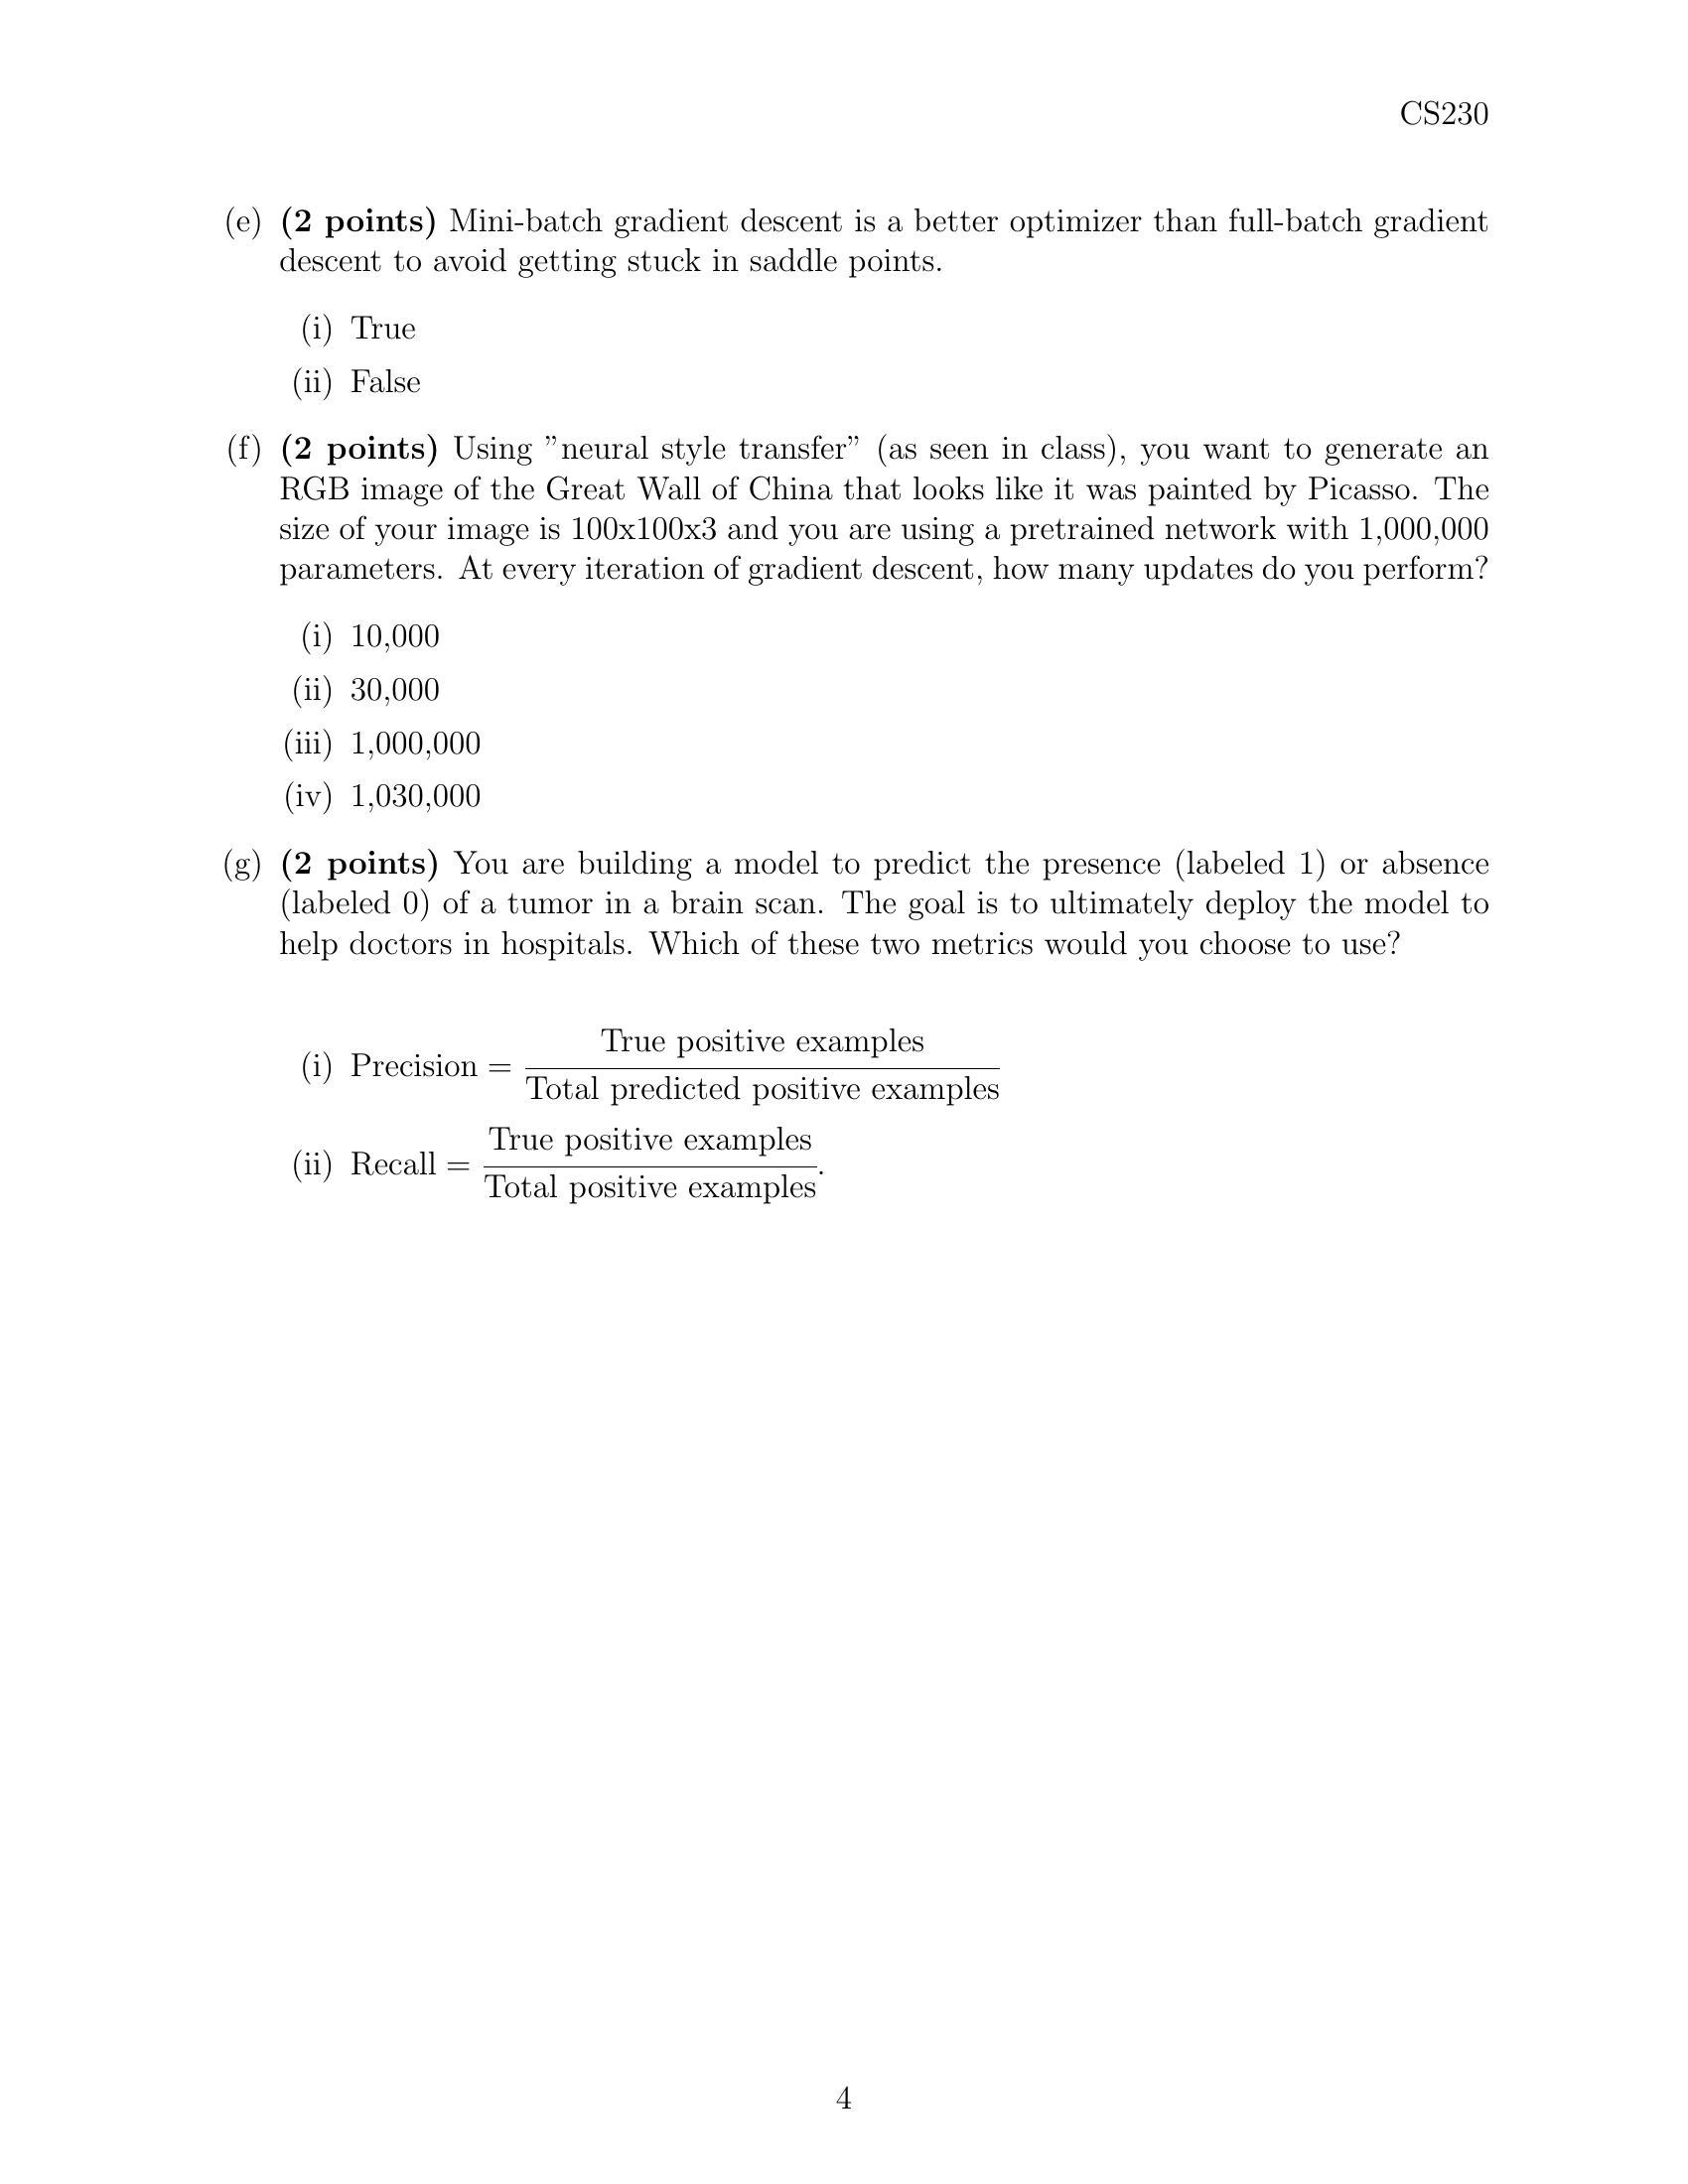 CS230
(e) (2 points) Mini-batch gradient descent is a better optimizer than full-batch gradient
descent to avoid getting stuck in saddle points.
(i) True
(ii) False
(f) (2 points) Using ”neural style transfer” (as seen in class), you want to generate an
RGB image of the Great Wall of China that looks like it was painted by Picasso. The
size of your image is 100x100x3 and you are using a pretrained network with 1,000,000
parameters. At every iteration of gradient descent, how many updates do you perform?
(i) 10,000
(ii) 30,000
(iii) 1,000,000
(iv) 1,030,000
(g) (2 points) You are building a model to predict the presence (labeled 1) or absence
(labeled 0) of a tumor in a brain scan. The goal is to ultimately deploy the model to
help doctors in hospitals. Which of these two metrics would you choose to use?
(i) Precision = True positive examples
Total predicted positive examples
(ii) Recall = True positive examples
Total positive examples.
4